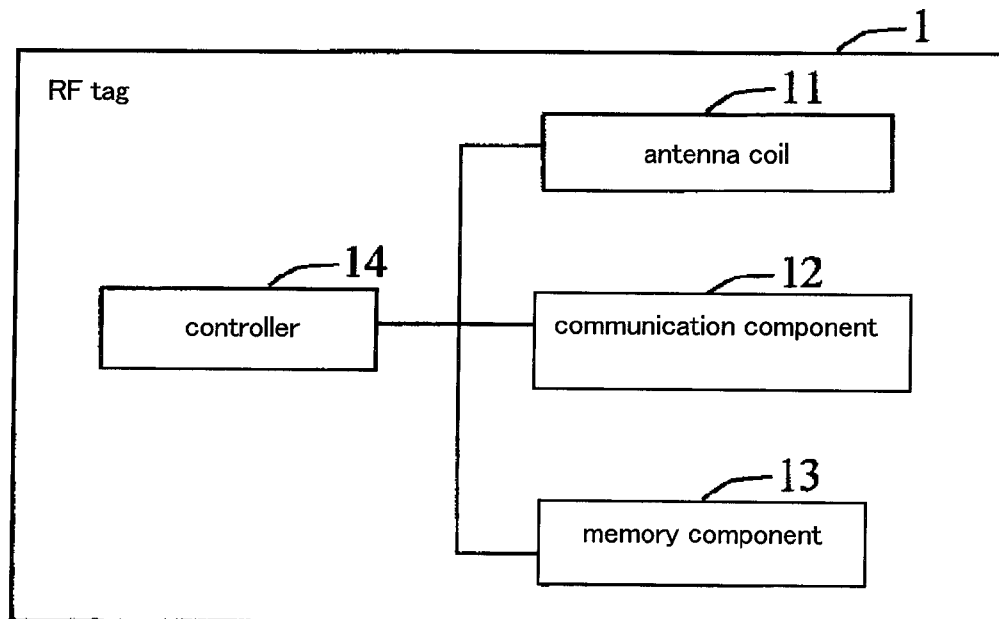 1
RF tag
11
antenna coil
14
controller
12
communication component
13
memory component